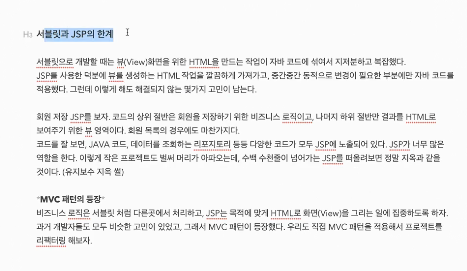 H3 서블릿과 JSP의 한계
서블릿으로 개발할 때는 뷰(View)화면을 위한 HTML을 만드는 작업이 자바 코드에 섞여서 지저분하고 복잡했다.
JSP를 사용한 덕분에 뷰를 생성하는 HTML 작업을 깔끔하게 가져가고, 중간중간 동적으로 변경이 필요한 부분에만 자바 코드를
적용했다. 그런데 이렇게 해도 해결되지 않는 몇가지 고민이 남는다.
회원 저장 JSP를 보자. 코드의 상위 절반은 회원을 저장하기 위한 비즈니스 로직이고, 나머지 하위 절반만 결과를 HTML로
보여주기 위한 뷰 영역이다. 회원 목록의 경우에도 마찬가지다.
코드를 잘 보면, JAVA 코드, 데이터를 조회하는 리포지토리 등등 다양한 코드가 모두 JSP에 노출되어 있다. JSP가 너무 많은
역할을 한다. 이렇게 작은 프로젝트도 벌써 머리가 아파오는데, 수백 수천줄이 넘어가는 JSP를 떠올려보면 정말 지옥과 같을
것이다. (유지보수 지옥 썰)
"MVC 패턴의 등장"
비즈니스 로직은 서블릿 처럼 다른곳에서 처리하고, JSP는 목적에 맞게 HTML로 화면(View)을 그리는 일에 집중하도록 하자.
과거 개발자들도 모두 비슷한 고민이 있었고, 그래서 MVC 패턴이 등장했다. 우리도 직접 MVC 패턴을 적용해서 프로젝트를
리팩터링 해보자.